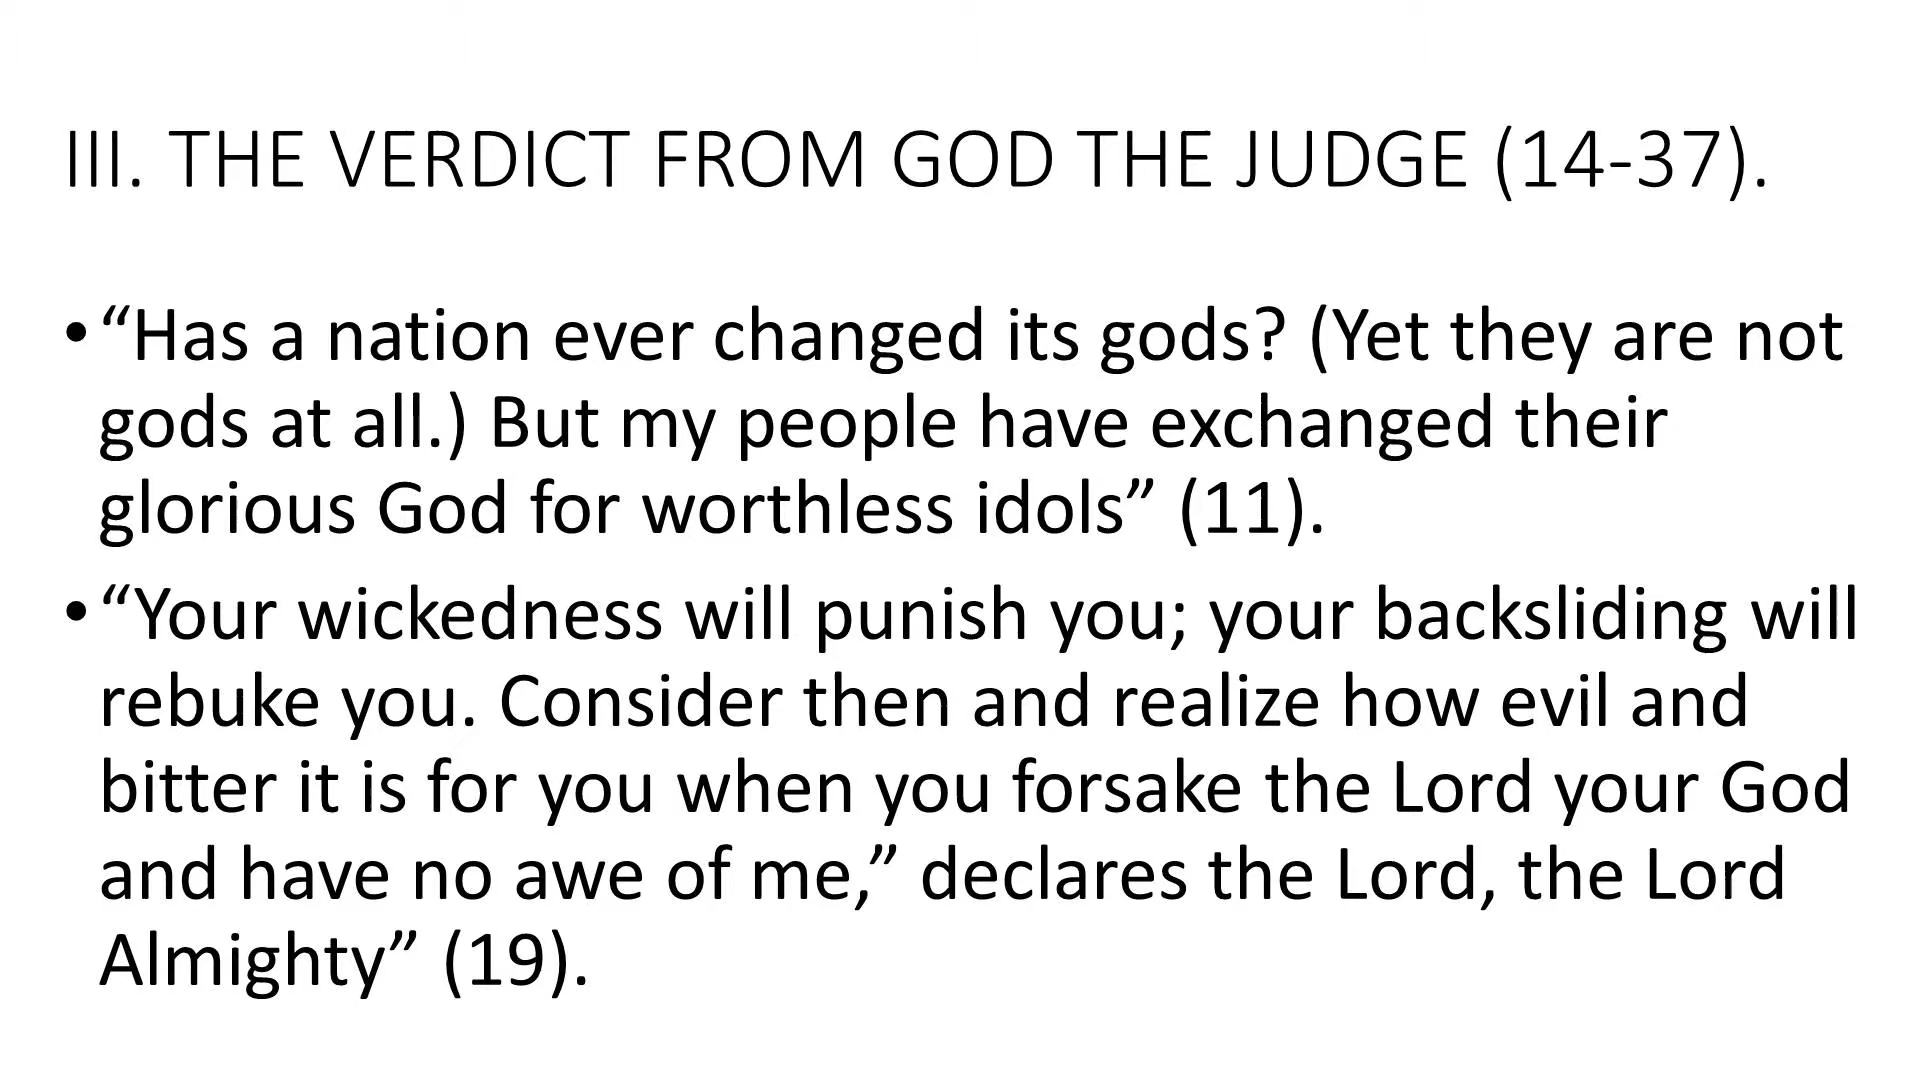 III. THE VERDICT FROM GOD THE JUDGE (14-37).
• “Has a nation ever changed its gods? (Yet they are not
gods at all.) But my people have exchanged their
glorious God for worthless idols” (11).
• “Your wickedness will punish you; your backsliding will
rebuke you. Consider then and realize how evil and
bitter it is for you when you forsake the Lord your God
and have no awe of me,” declares the Lord, the Lord
Almighty” (19).